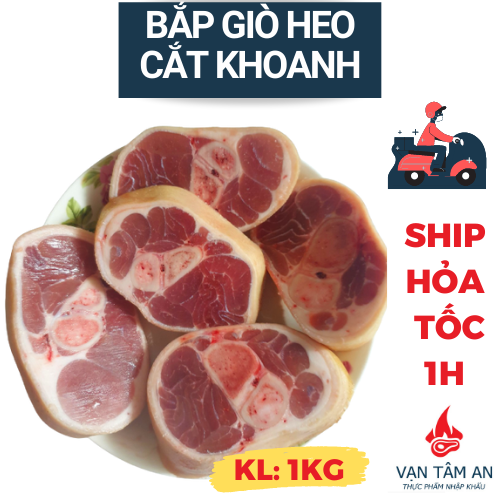 BẮP GIÒ HEO
CẮT KHOANH
SHIP
HỎA
TỐC
1H
KL: 1KG
VẠN TÂM AN
THỰC PHẨM NHẬP KHẨU